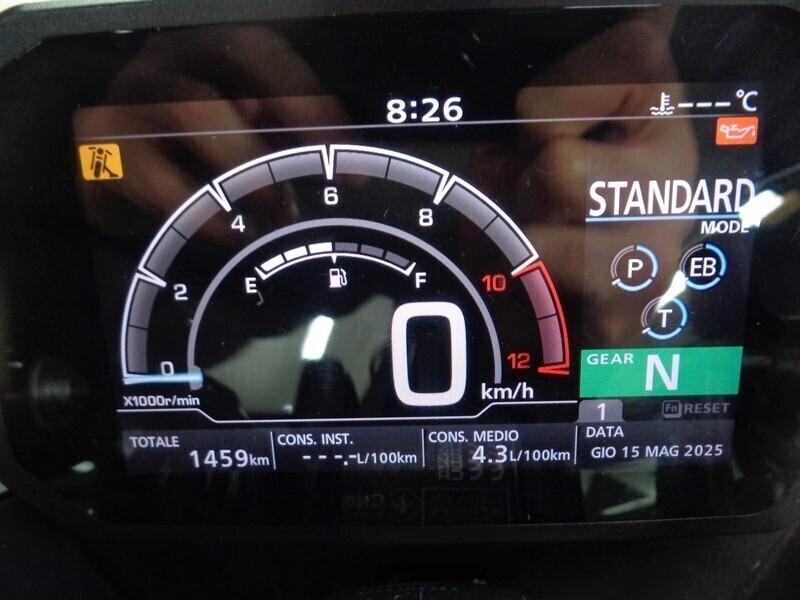 8:26
---°C
STANDARD
MODE
P
EB
T
0
2
4
6
8
10
12
E
F
0
km/h
X1000r/min
GEAR
N
1
Fn RESET
TOTALE
1459km
CONS. INST.
---.-L/100km
CONS. MEDIO
4.3L/100km
DATA
GIO 15 MAG 2025